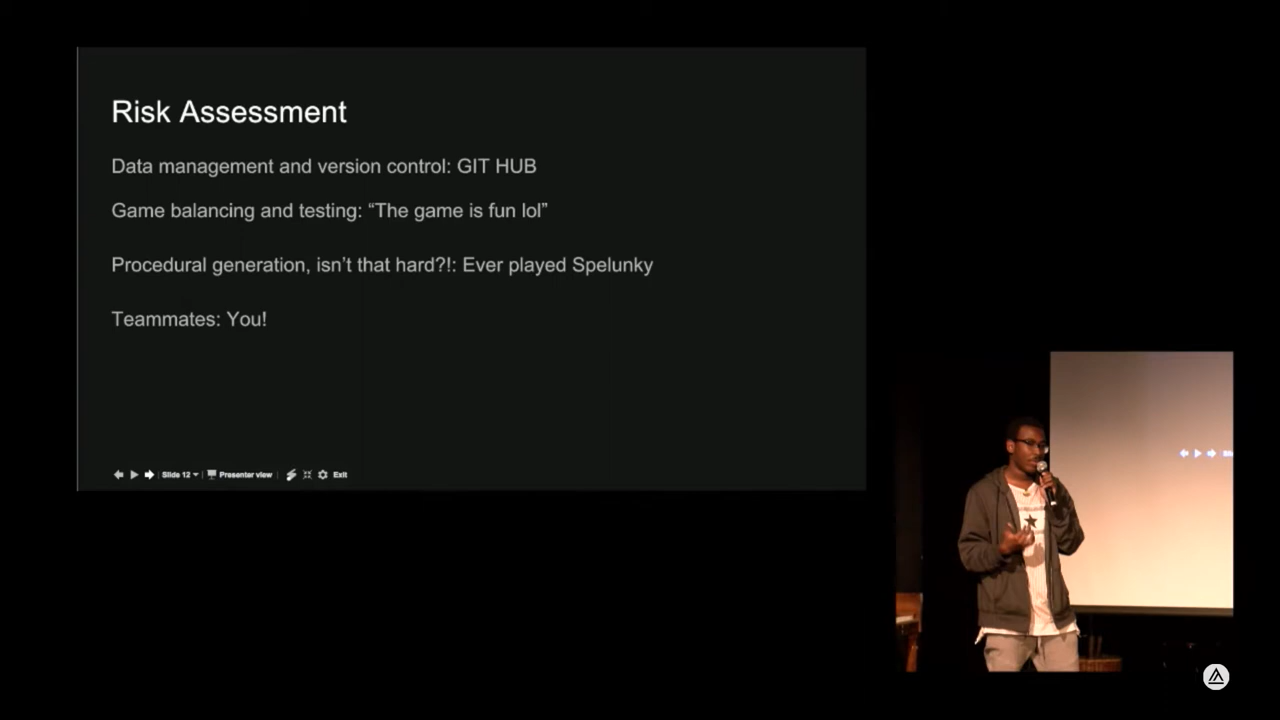 Risk Assessment
Data management and version control: GIT HUB
Game balancing and testing: “The game is fun lol”
Procedural generation, isn’t that hard?!: Ever played Spelunky
Teammates: You!
Slide 12
Presenter view
Exit